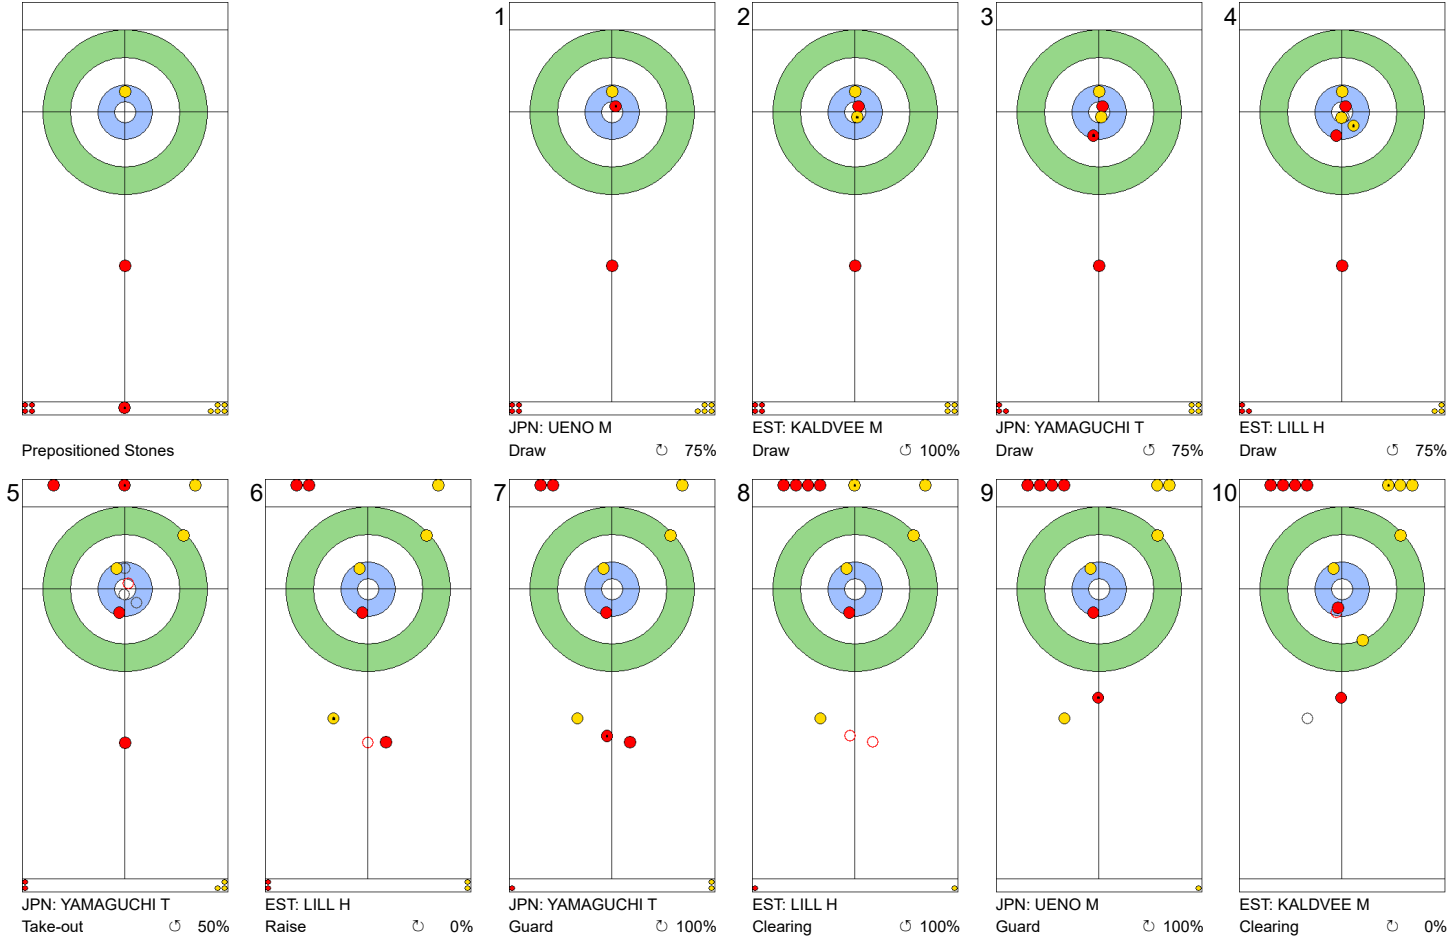 1
2
3
4
Prepositioned Stones
JPN: UENO M
Draw 75%
EST: KALDVEE M
Draw 100%
JPN: YAMAGUCHI T
Draw 75%
EST: LILL H
Draw 75%
5
6
7
8
9
10
JPN: YAMAGUCHI T
Take-out 50%
EST: LILL H
Raise 0%
JPN: YAMAGUCHI T
Guard 100%
EST: LILL H
Clearing 100%
JPN: UENO M
Guard 100%
EST: KALDVEE M
Clearing 0%